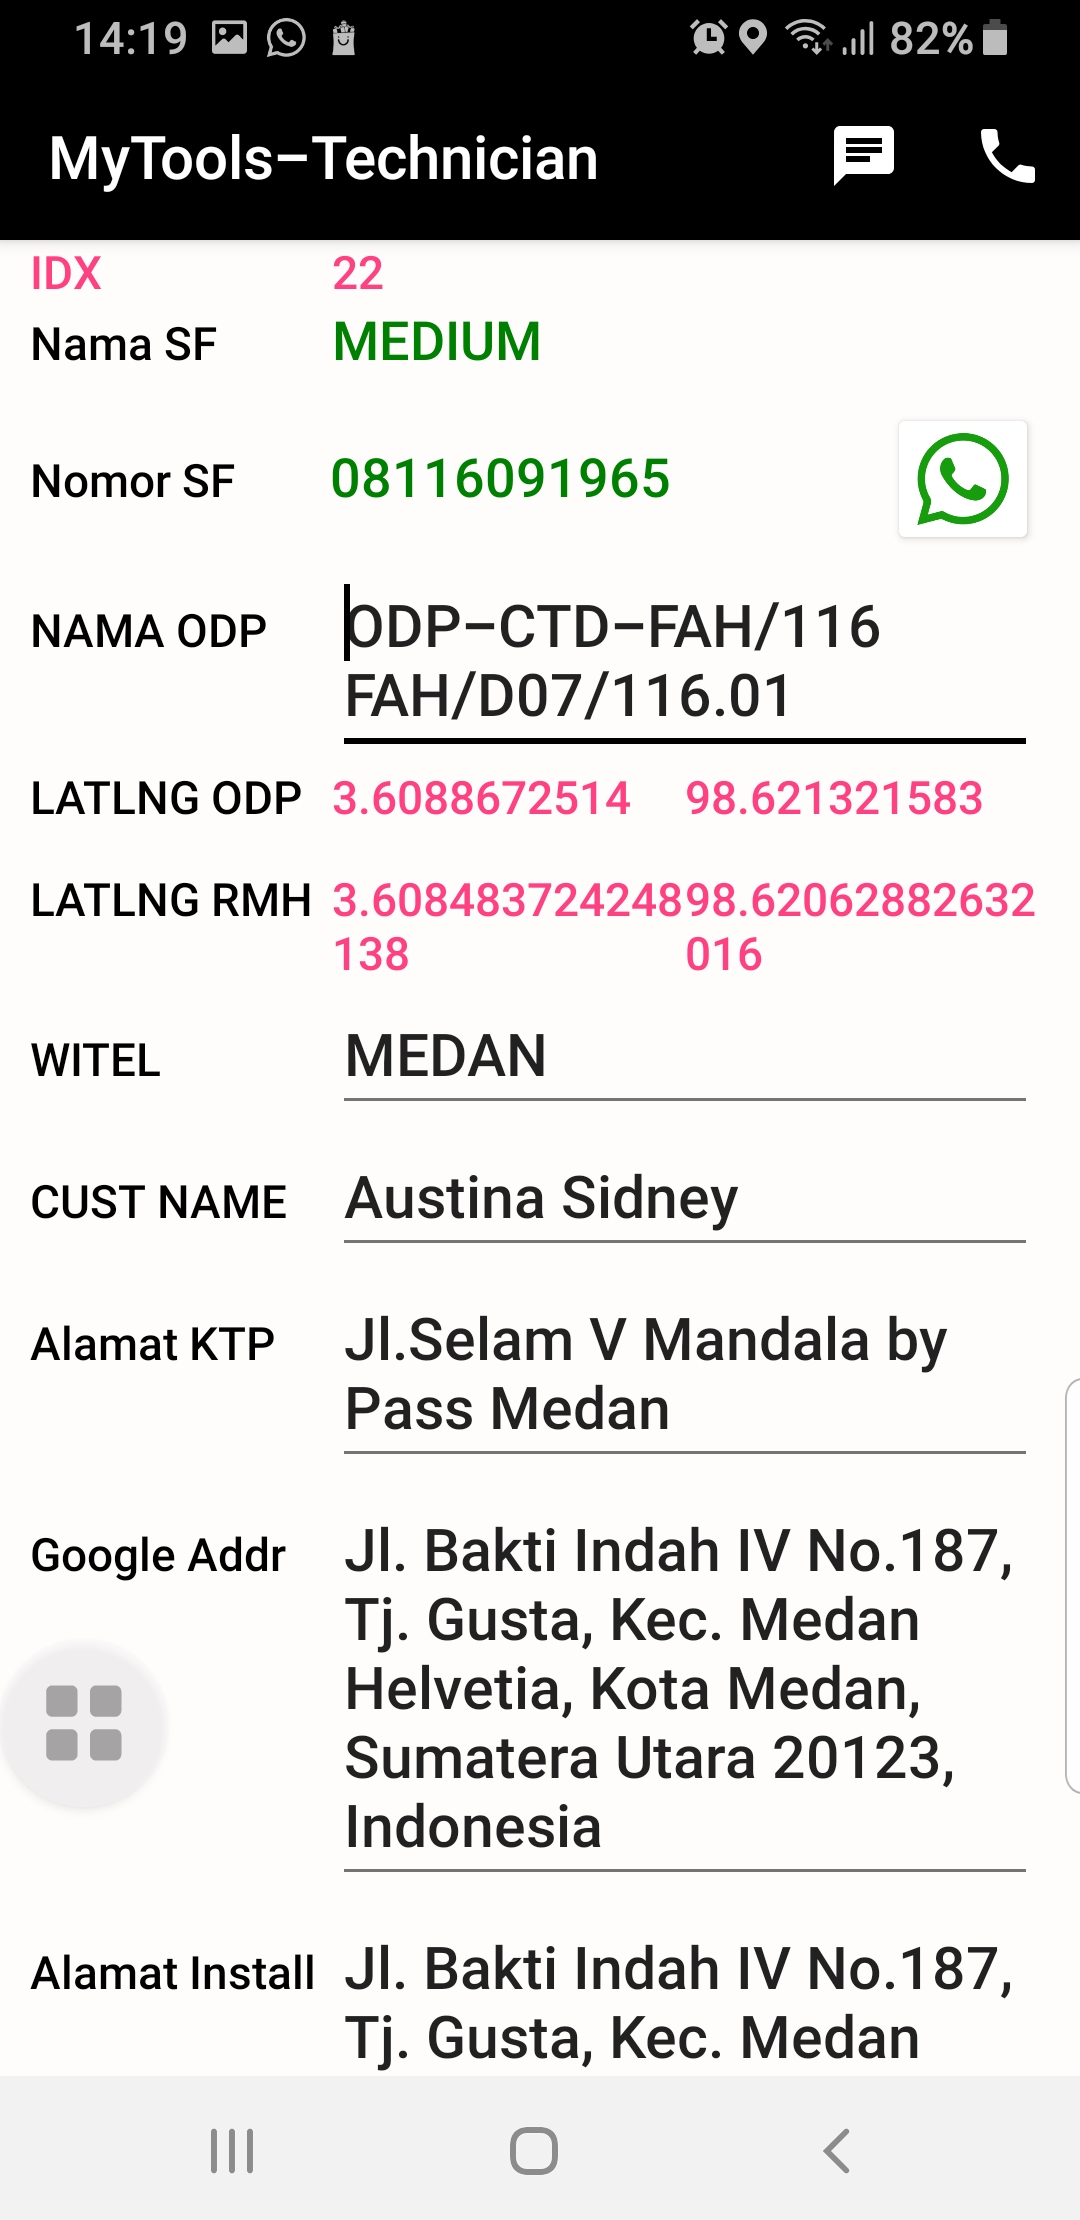 14:19 82%
MyTools–Technician
IDX 22
Nama SF MEDIUM
Nomor SF 08116091965
NAMA ODP ODP–CTD–FAH/116
FAH/D07/116.01
LATLNG ODP 3.6088672514 98.621321583
LATLNG RMH 3.608483724248 98.62062882632
138 016
WITEL MEDAN
CUST NAME Austina Sidney
Alamat KTP Jl.Selam V Mandala by
Pass Medan
Google Addr Jl. Bakti Indah IV No.187,
Tj. Gusta, Kec. Medan
Helvetia, Kota Medan,
Sumatera Utara 20123,
Indonesia
Alamat Install Jl. Bakti Indah IV No.187,
Tj. Gusta, Kec. Medan